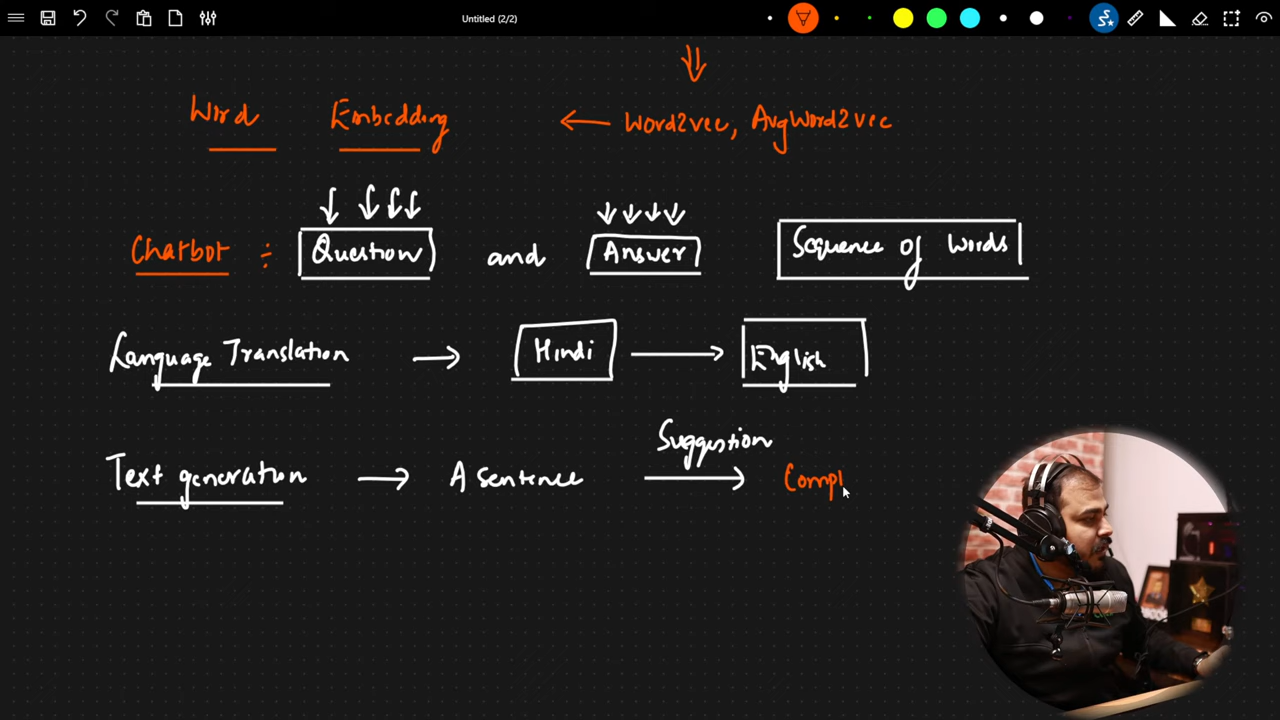 Untitled (2/2)
Word Embedding ← Word2vec, AvgWord2vec
Chatbot ÷ Question and Answer Sequence of words
Language Translation → Hindi → English
Suggestion
Text generation → A sentence → Compl